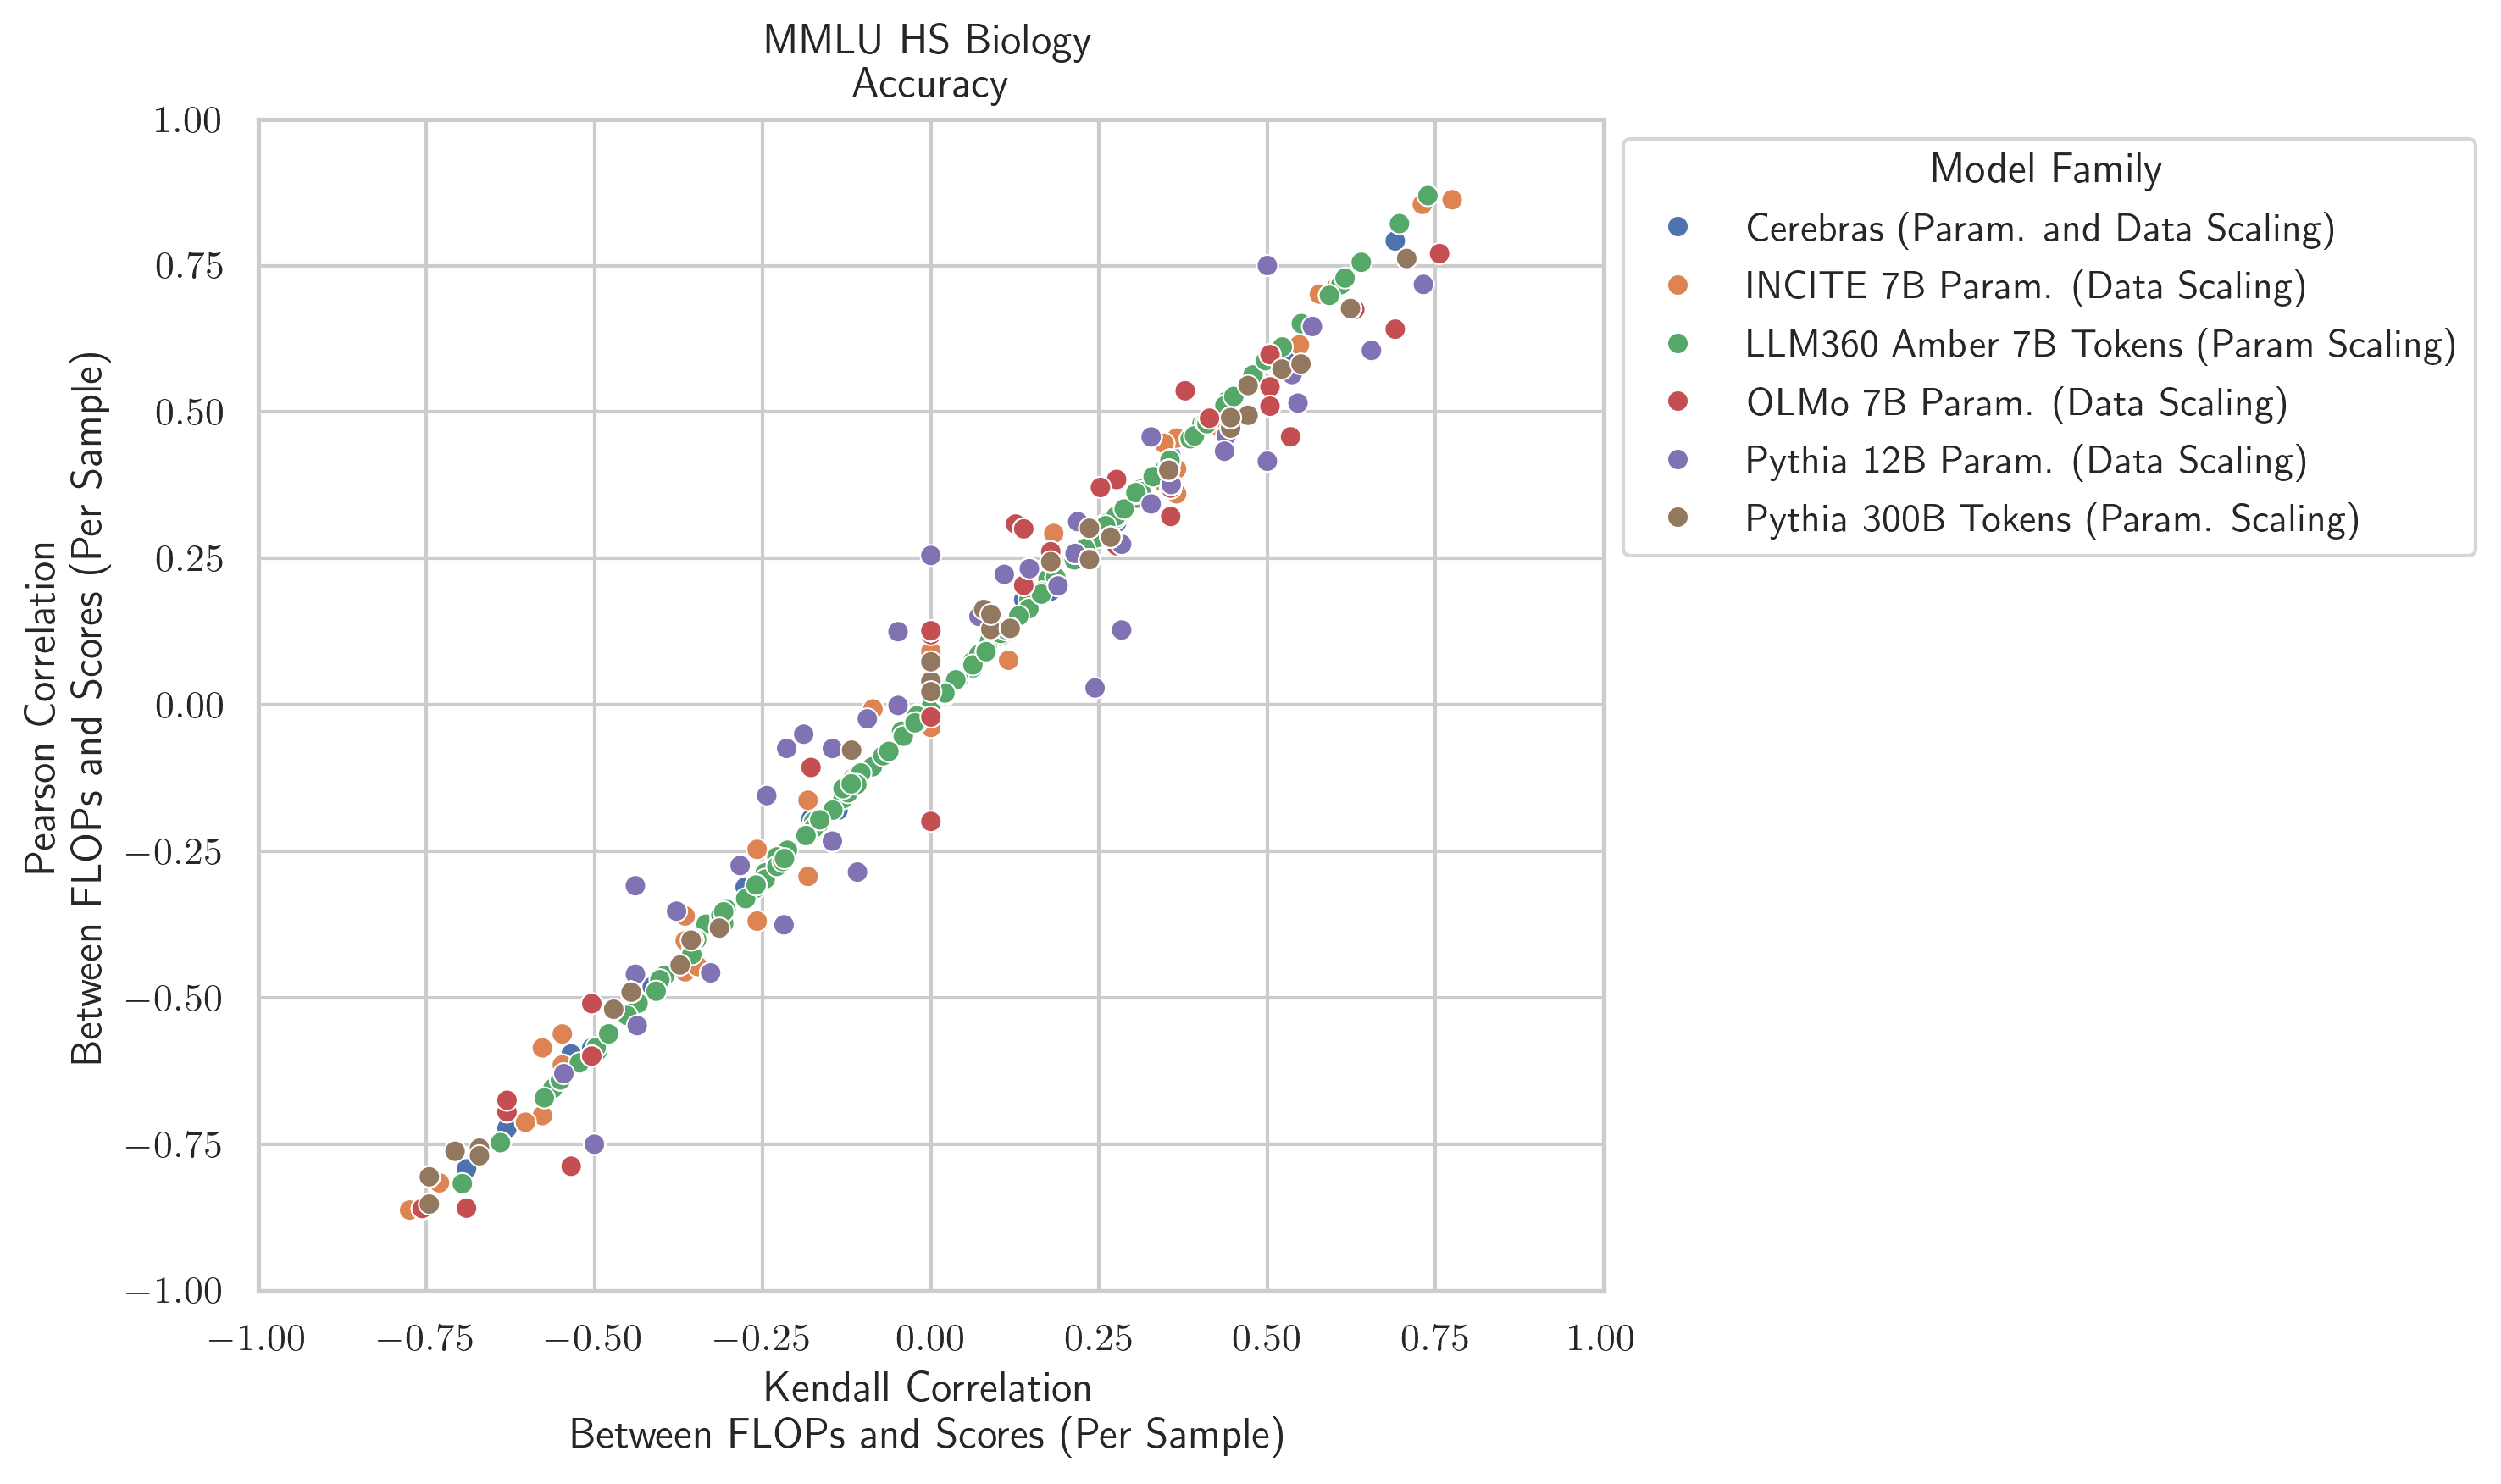 MMLU HS Biology
Accuracy
Pearson Correlation
Between FLOPs and Scores (Per Sample)
1.00
0.75
0.50
0.25
0.00
−0.25
−0.50
−0.75
−1.00
−1.00 −0.75 −0.50 −0.25 0.00 0.25 0.50 0.75 1.00
Kendall Correlation
Between FLOPs and Scores (Per Sample)
Model Family
Cerebras (Param. and Data Scaling)
INCITE 7B Param. (Data Scaling)
LLM360 Amber 7B Tokens (Param Scaling)
OLMo 7B Param. (Data Scaling)
Pythia 12B Param. (Data Scaling)
Pythia 300B Tokens (Param. Scaling)